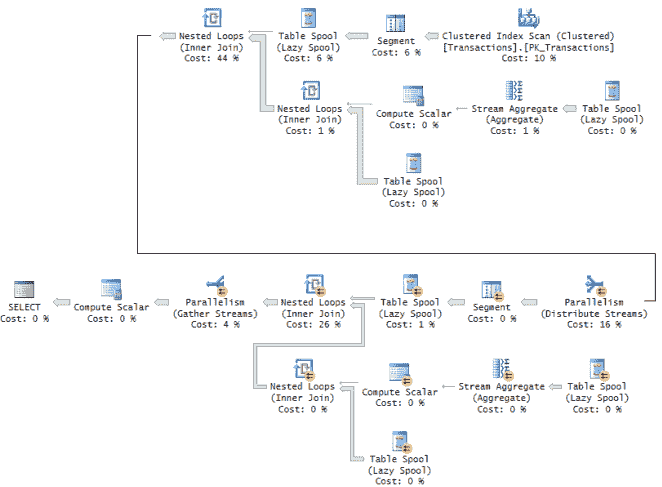 Nested Loops
(Inner Join)
Cost: 44 %
Table Spool
(Lazy Spool)
Cost: 6 %
Segment
Cost: 6 %
Clustered Index Scan (Clustered)
[Transactions].[PK_Transactions]
Cost: 10 %
Nested Loops
(Inner Join)
Cost: 1 %
Compute Scalar
Cost: 0 %
Stream Aggregate
(Aggregate)
Cost: 1 %
Table Spool
(Lazy Spool)
Cost: 0 %
Table Spool
(Lazy Spool)
Cost: 0 %
SELECT
Cost: 0 %
Compute Scalar
Cost: 0 %
Parallelism
(Gather Streams)
Cost: 4 %
Nested Loops
(Inner Join)
Cost: 26 %
Table Spool
(Lazy Spool)
Cost: 1 %
Segment
Cost: 0 %
Parallelism
(Distribute Streams)
Cost: 16 %
Nested Loops
(Inner Join)
Cost: 0 %
Compute Scalar
Cost: 0 %
Stream Aggregate
(Aggregate)
Cost: 0 %
Table Spool
(Lazy Spool)
Cost: 0 %
Table Spool
(Lazy Spool)
Cost: 0 %